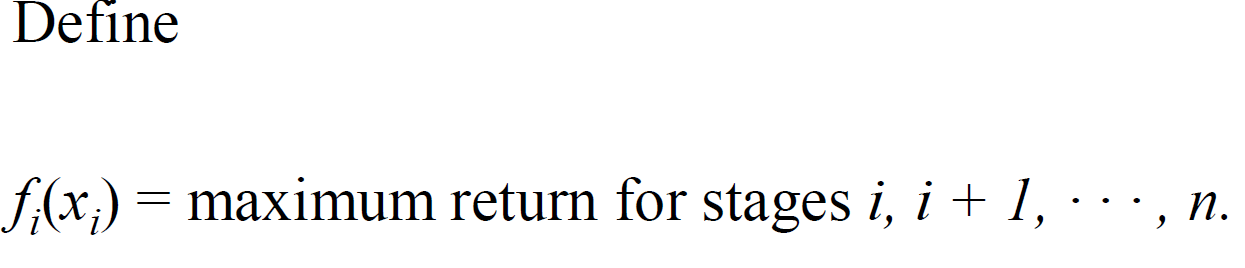 Define
fᵢ(xᵢ) = maximum return for stages i, i + 1, · · · , n.